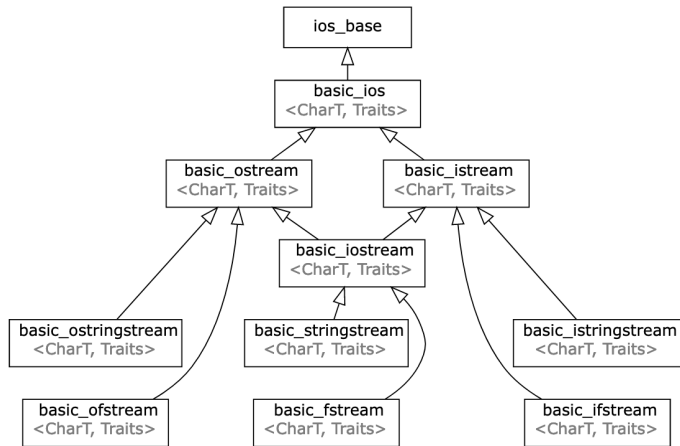 ios_base
basic_ios
<CharT, Traits>
basic_ostream
<CharT, Traits>
basic_istream
<CharT, Traits>
basic_iostream
<CharT, Traits>
basic_ostringstream
<CharT, Traits>
basic_stringstream
<CharT, Traits>
basic_istringstream
<CharT, Traits>
basic_ofstream
<CharT, Traits>
basic_fstream
<CharT, Traits>
basic_ifstream
<CharT, Traits>